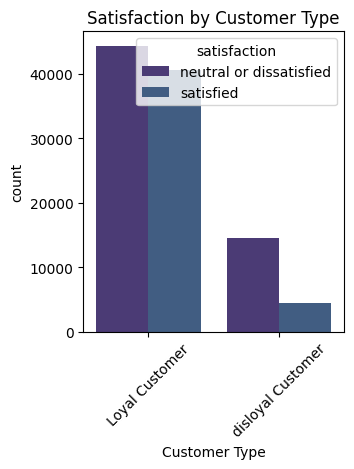 Satisfaction by Customer Type
satisfaction
neutral or dissatisfied
satisfied
count
40000
30000
20000
10000
0
Loyal Customer
disloyal Customer
Customer Type